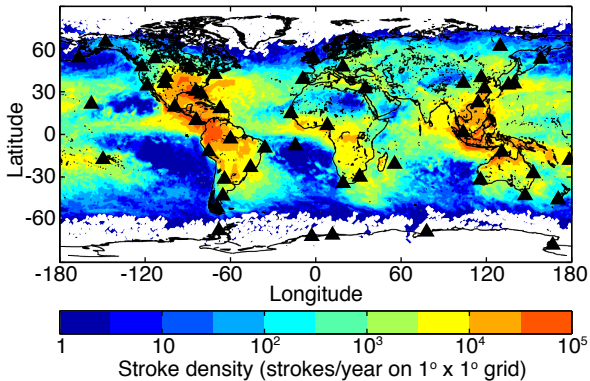 60
30
0
-30
-60
Latitude
-180 -120 -60 0 60 120 180
Longitude
1 10 10² 10³ 10⁴ 10⁵
Stroke density (strokes/year on 1° x 1° grid)